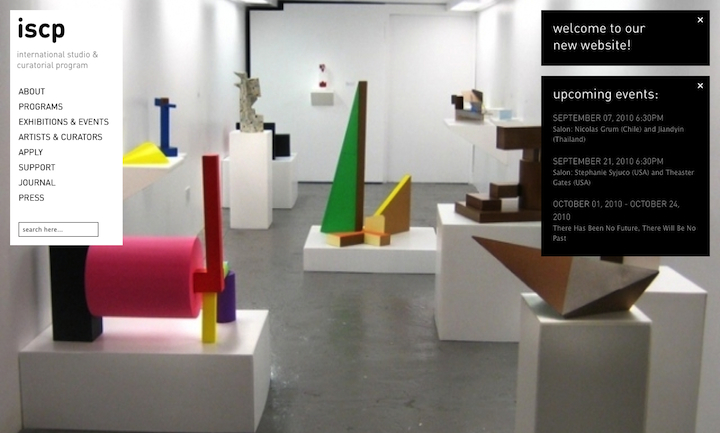 iscp
international studio &
curatorial program
ABOUT
PROGRAMS
EXHIBITIONS & EVENTS
ARTISTS & CURATORS
APPLY
SUPPORT
JOURNAL
PRESS
search here...
welcome to our
new website!
upcoming events:
SEPTEMBER 07, 2010 6:30PM
Salon: Nicolas Grum (Chile) and Jiandyin
(Thailand)
SEPTEMBER 21, 2010 6:30PM
Salon: Stephanie Syjuco (USA) and Theaster
Gates (USA)
OCTOBER 01, 2010 - OCTOBER 24,
2010
There Has Been No Future, There Will Be No
Past